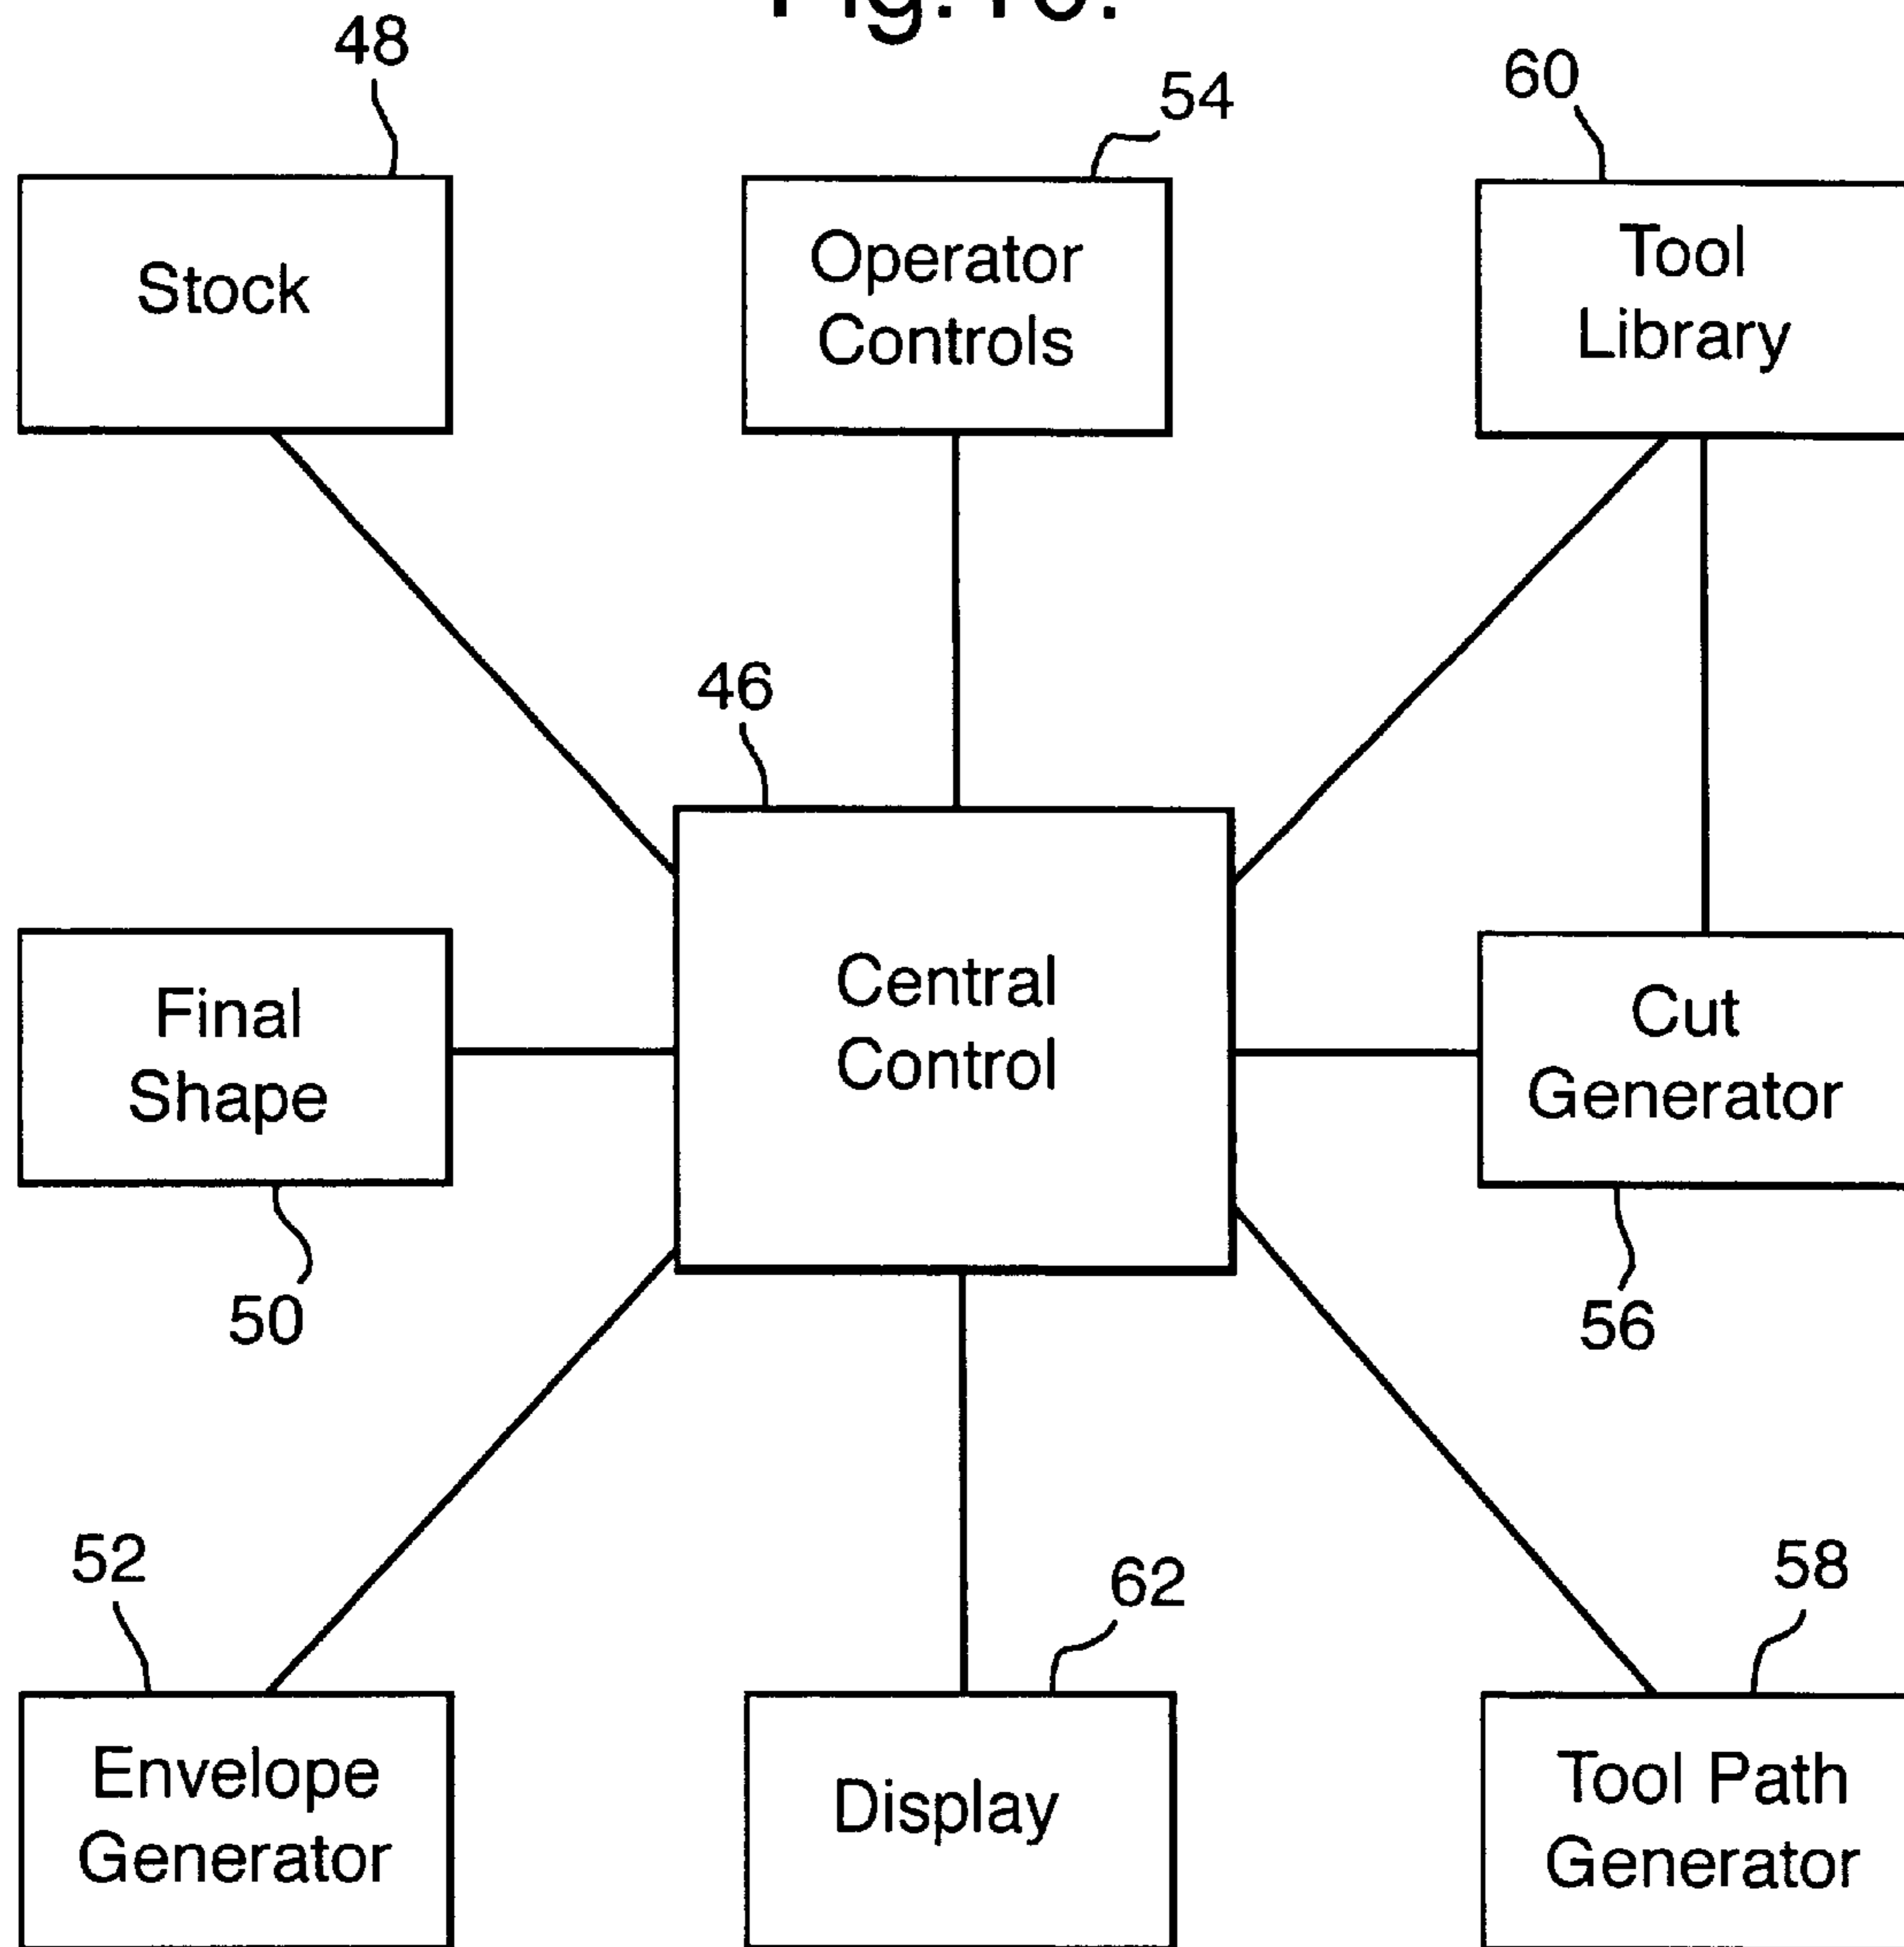 48
54
60
Stock
Operator
Controls
Tool
Library
46
Central
Control
Final
Shape
Cut
Generator
50
56
52
62
58
Envelope
Generator
Display
Tool Path
Generator